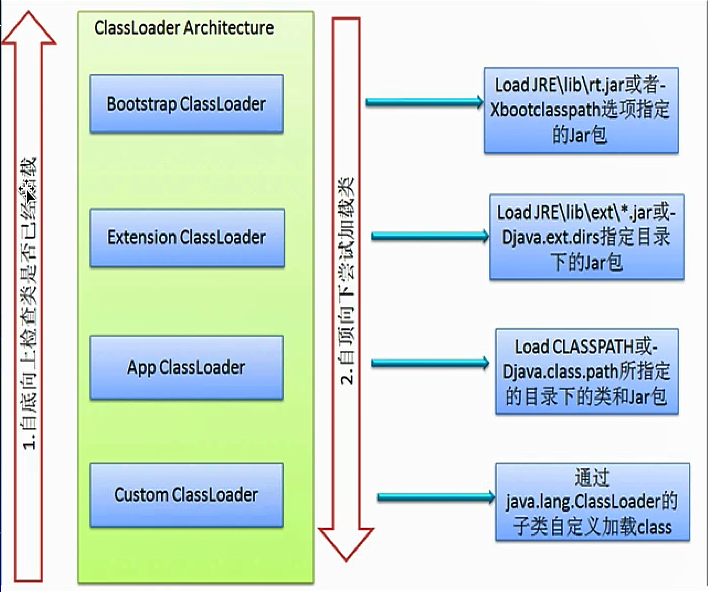 ClassLoader Architecture
Bootstrap ClassLoader
Load JRE\lib\rt.jar或者-
Xbootclasspath选项指定
的Jar包
Extension ClassLoader
Load JRE\lib\ext\*.jar或-
Djava.ext.dirs指定目录
下的Jar包
App ClassLoader
Load CLASSPATH或-
Djava.class.path所指定
的目录下的类和Jar包
Custom ClassLoader
通过
java.lang.ClassLoader的
子类自定义加载class
1.自底向上检查类是否已经载
2.自顶向下尝试加载类